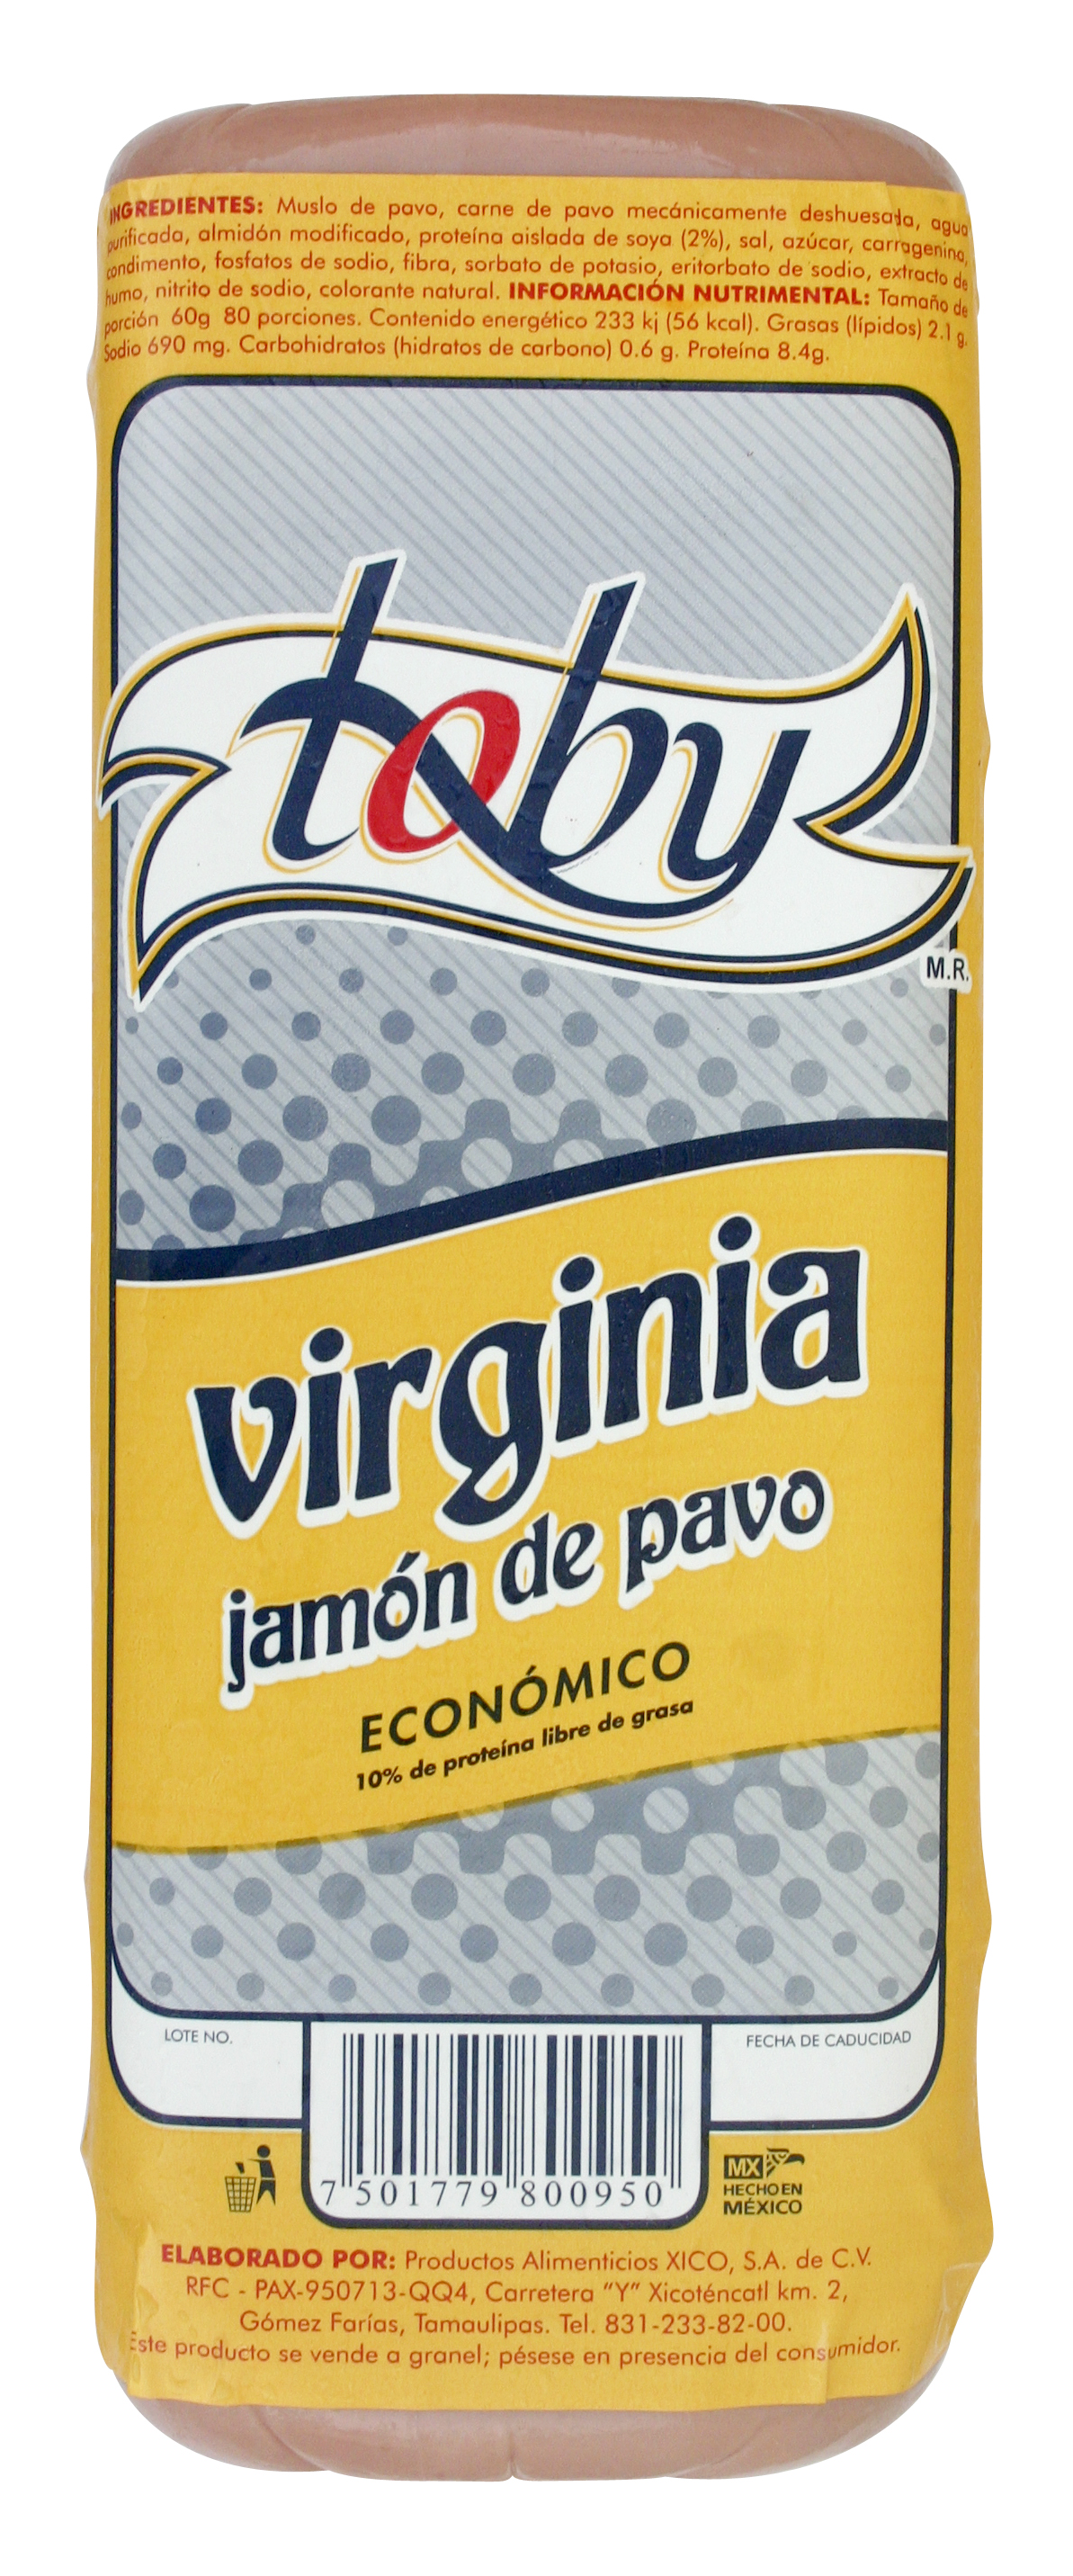 INGREDIENTES: Muslo de pavo, carne de pavo mecánicamente deshuesada, agua
purificada, almidón modificado, proteína aislada de soya (2%), sal, azúcar, carragenina,
condimento, fosfatos de sodio, fibra, sorbato de potasio, eritorbato de sodio, extracto de
humo, nitrito de sodio, colorante natural. INFORMACIÓN NUTRIMENTAL: Tamaño de
porción 60g 80 porciones. Contenido energético 233 kj (56 kcal). Grasas (lípidos) 2.1 g.
Sodio 690 mg. Carbohidratos (hidratos de carbono) 0.6 g. Proteína 8.4g.
toby
M.R.
virginia
jamón de pavo
ECONÓMICO
10% de proteína libre de grasa
LOTE NO.
FECHA DE CADUCIDAD
7 501779 800950
MX
HECHO EN
MÉXICO
ELABORADO POR: Productos Alimenticios XICO, S.A. de C.V.
RFC - PAX-950713-QQ4, Carretera “Y” Xicoténcatl km. 2,
Gómez Farías, Tamaulipas. Tel. 831-233-82-00.
Este producto se vende a granel; pésese en presencia del consumidor.